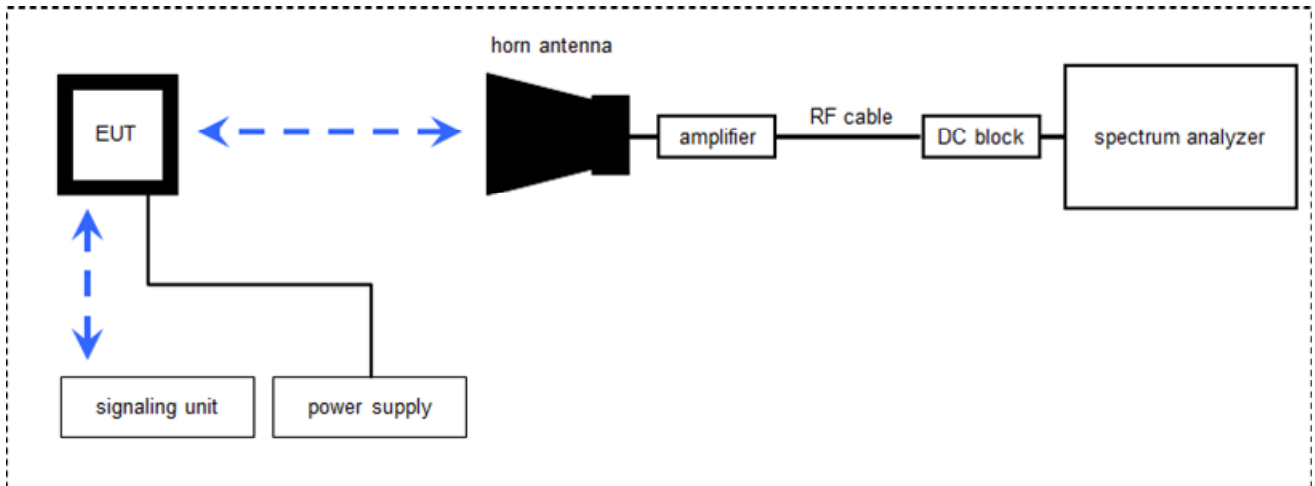 horn antenna
EUT
amplifier
RF cable
DC block
spectrum analyzer
signaling unit
power supply